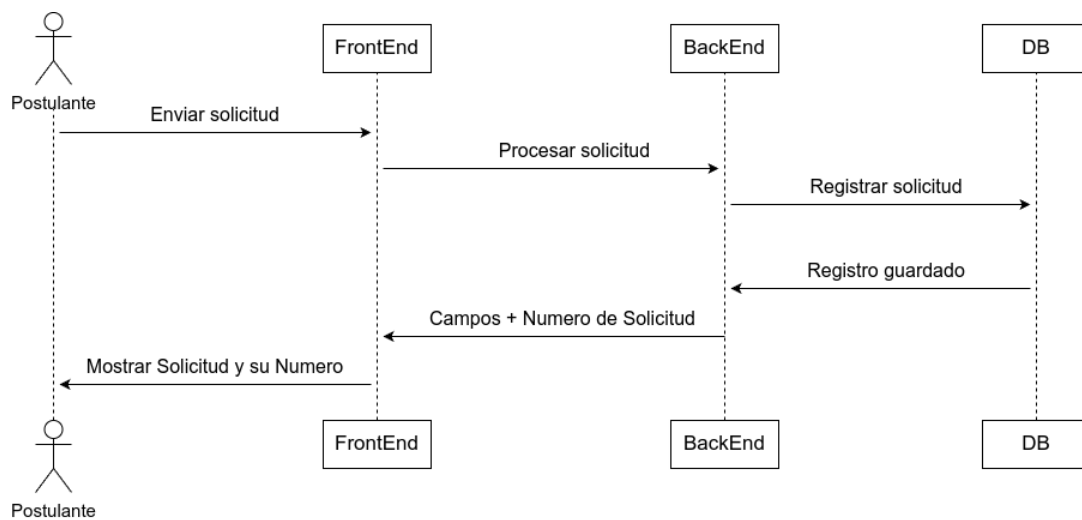 FrontEnd
BackEnd
DB
Postulante
Enviar solicitud
Procesar solicitud
Registrar solicitud
Registro guardado
Campos + Numero de Solicitud
Mostrar Solicitud y su Numero
FrontEnd
BackEnd
DB
Postulante